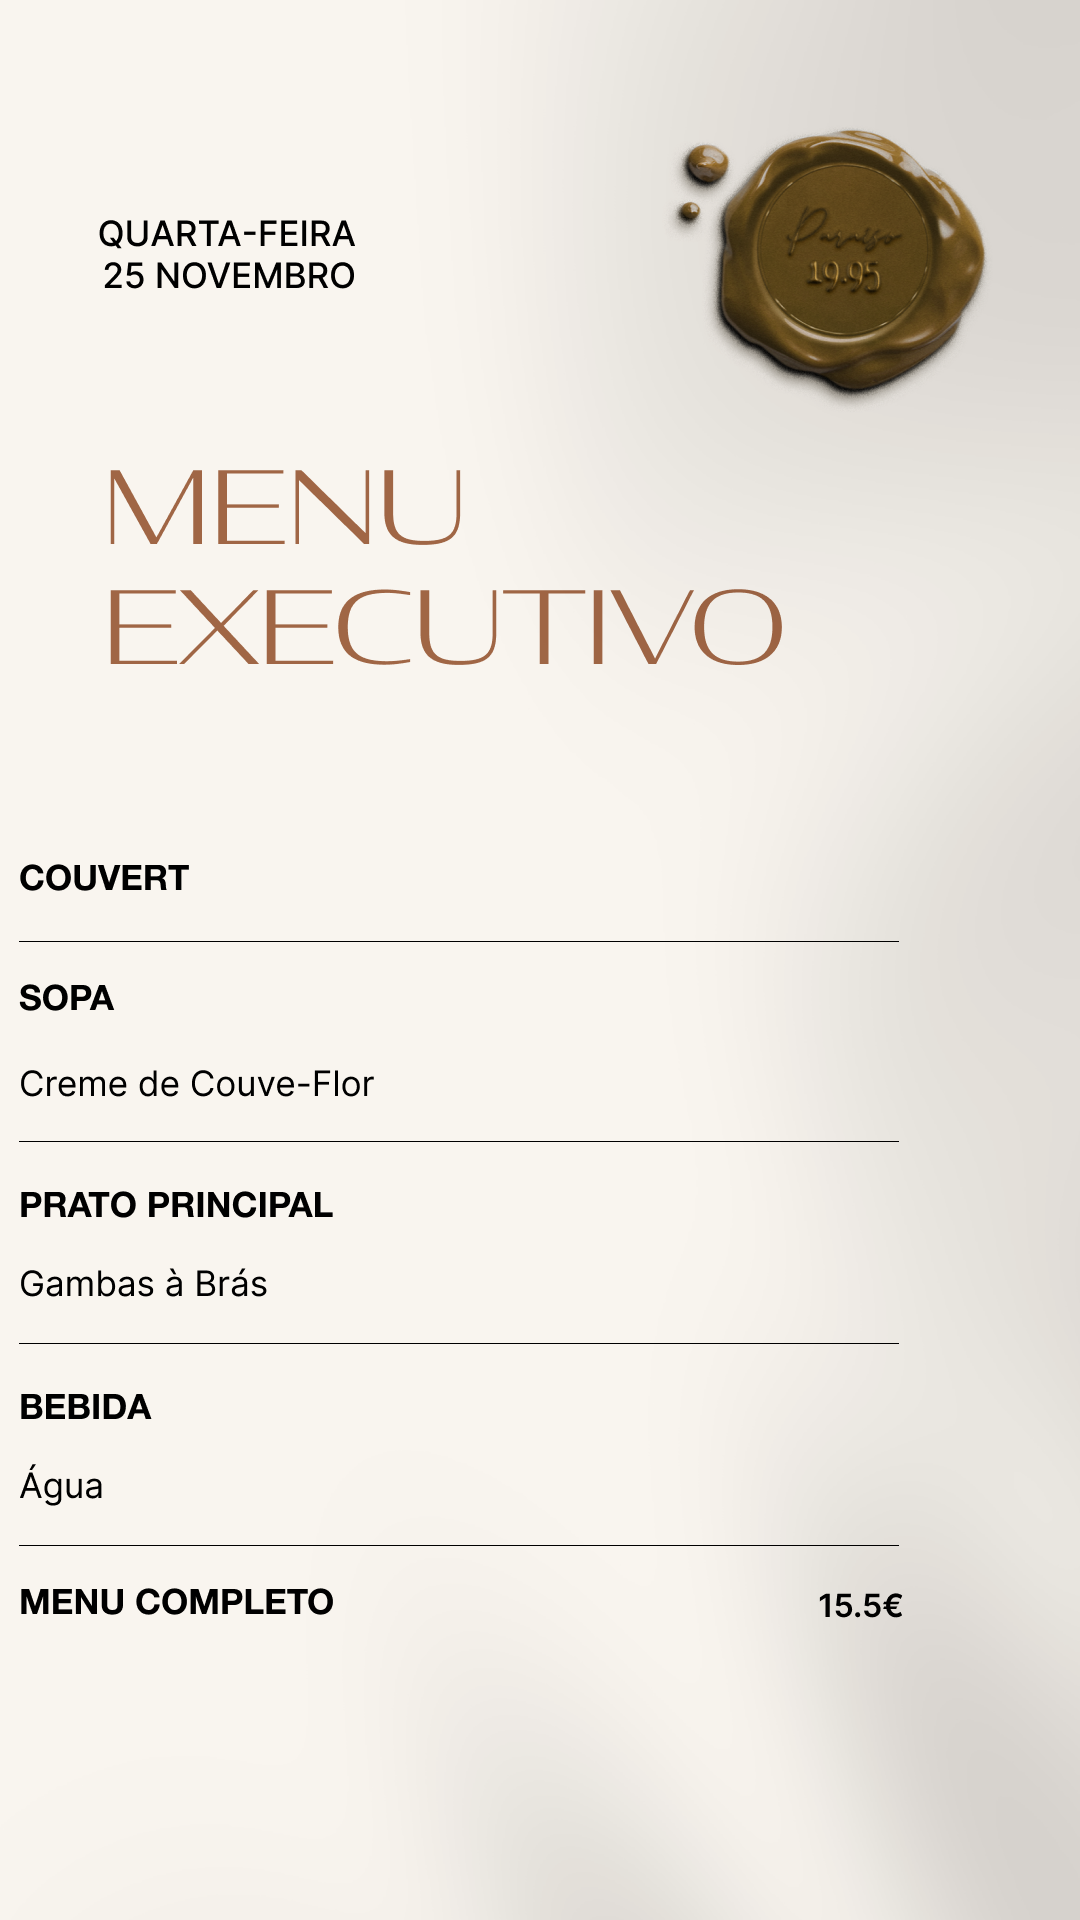 Paraíso
19.95
QUARTA-FEIRA
25 NOVEMBRO
MENU
EXECUTIVO
COUVERT
SOPA
Creme de Couve-Flor
PRATO PRINCIPAL
Gambas à Brás
BEBIDA
Água
MENU COMPLETO 15.5€